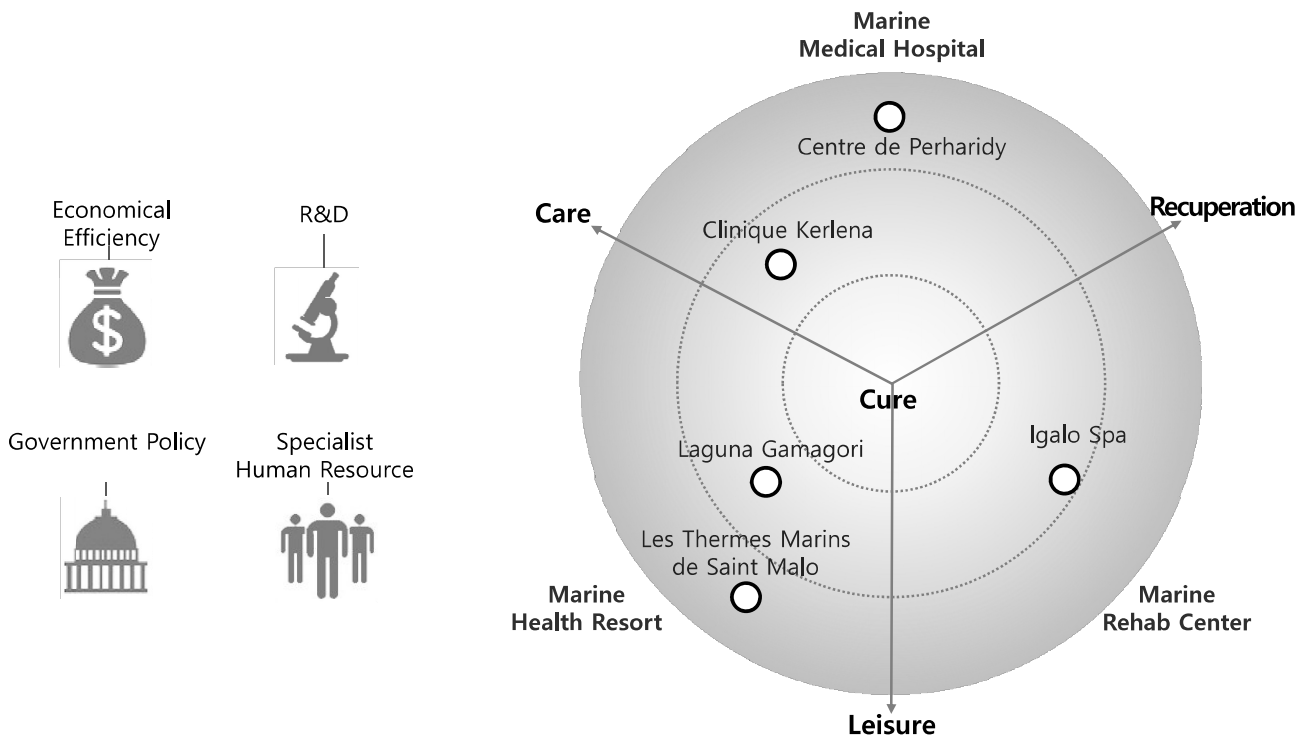 Economical
Efficiency
R&D
$
Government Policy
Specialist
Human Resource
Marine
Medical Hospital
Centre de Perharidy
Care
Recuperation
Clinique Kerlena
Cure
Laguna Gamagori
Igalo Spa
Les Thermes Marins
de Saint Malo
Marine
Health Resort
Marine
Rehab Center
Leisure